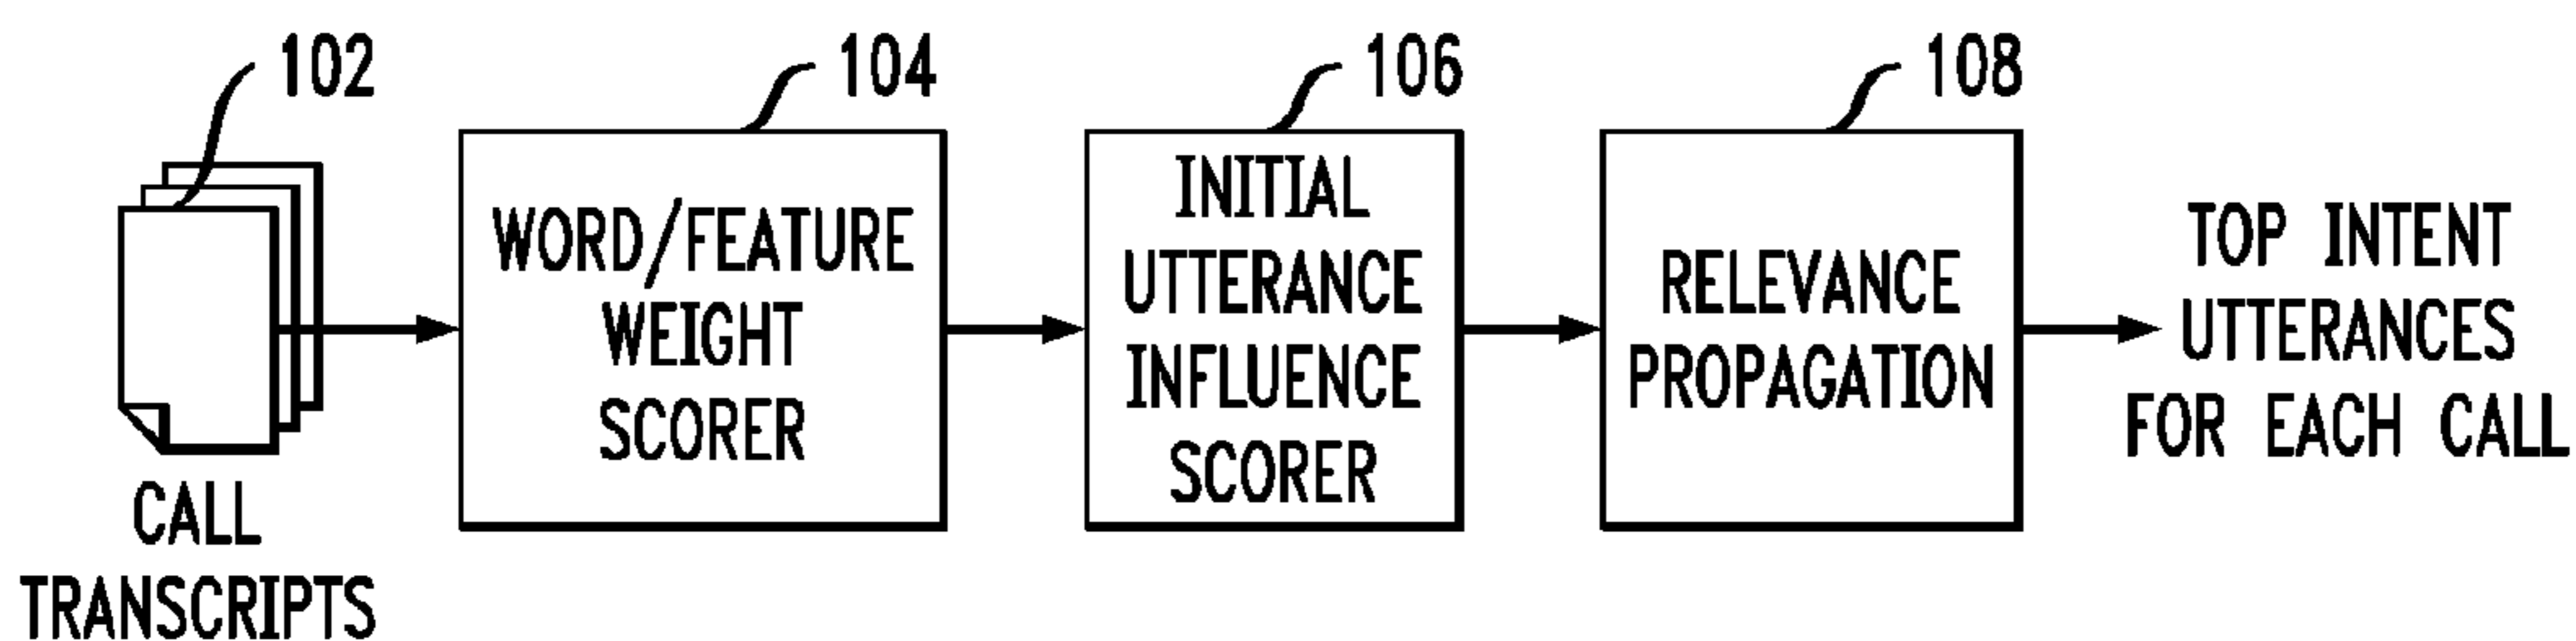 102
CALL
TRANSCRIPTS
104
WORD/FEATURE
WEIGHT
SCORER
106
INITIAL
UTTERANCE
INFLUENCE
SCORER
108
RELEVANCE
PROPAGATION
TOP INTENT
UTTERANCES
FOR EACH CALL